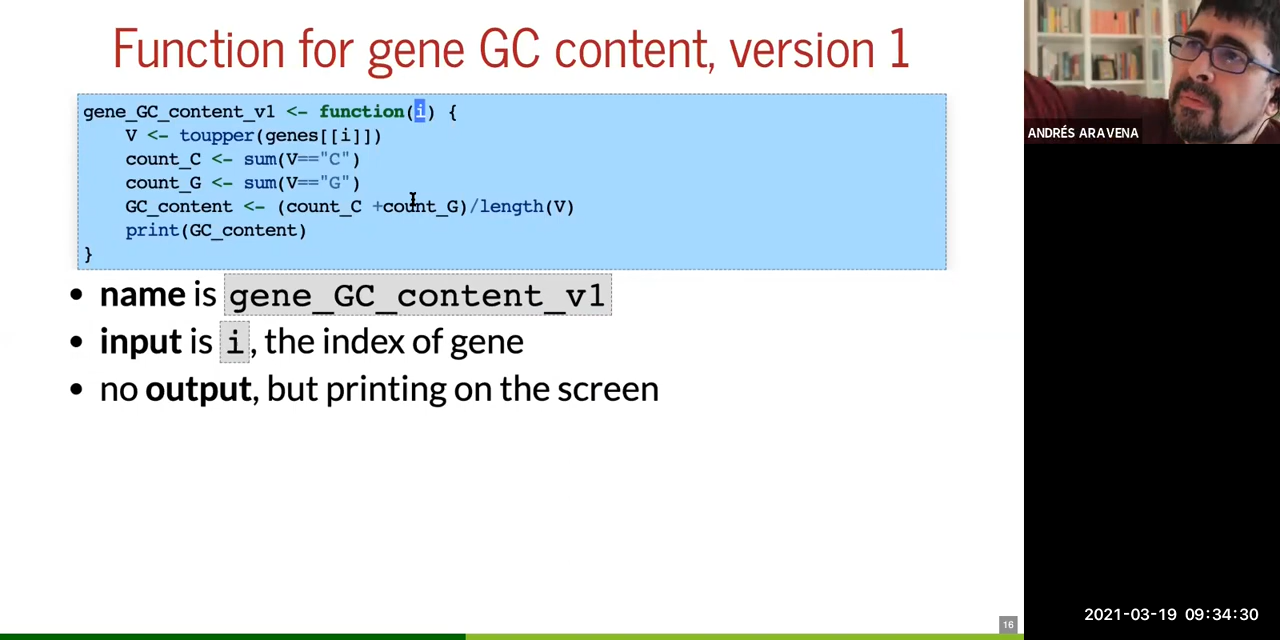 Function for gene GC content, version 1
gene_GC_content_v1 <- function(i) {
    V <- toupper(genes[[i]])
    count_C <- sum(V=="C")
    count_G <- sum(V=="G")
    GC_content <- (count_C +count_G)/length(V)
    print(GC_content)
}
• name is gene_GC_content_v1
• input is i, the index of gene
• no output, but printing on the screen
16
ANDRÉS ARAVENA
2021-03-19 09:34:30